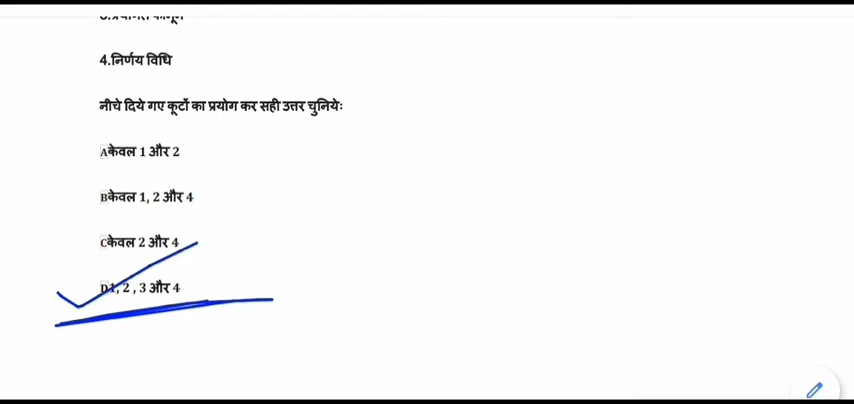 4.निर्णय विधि
नीचे दिये गए कूटों का प्रयोग कर सही उत्तर चुनियेः
Aकेवल 1 और 2
Bकेवल 1, 2 और 4
Cकेवल 2 और 4
D1, 2 , 3 और 4